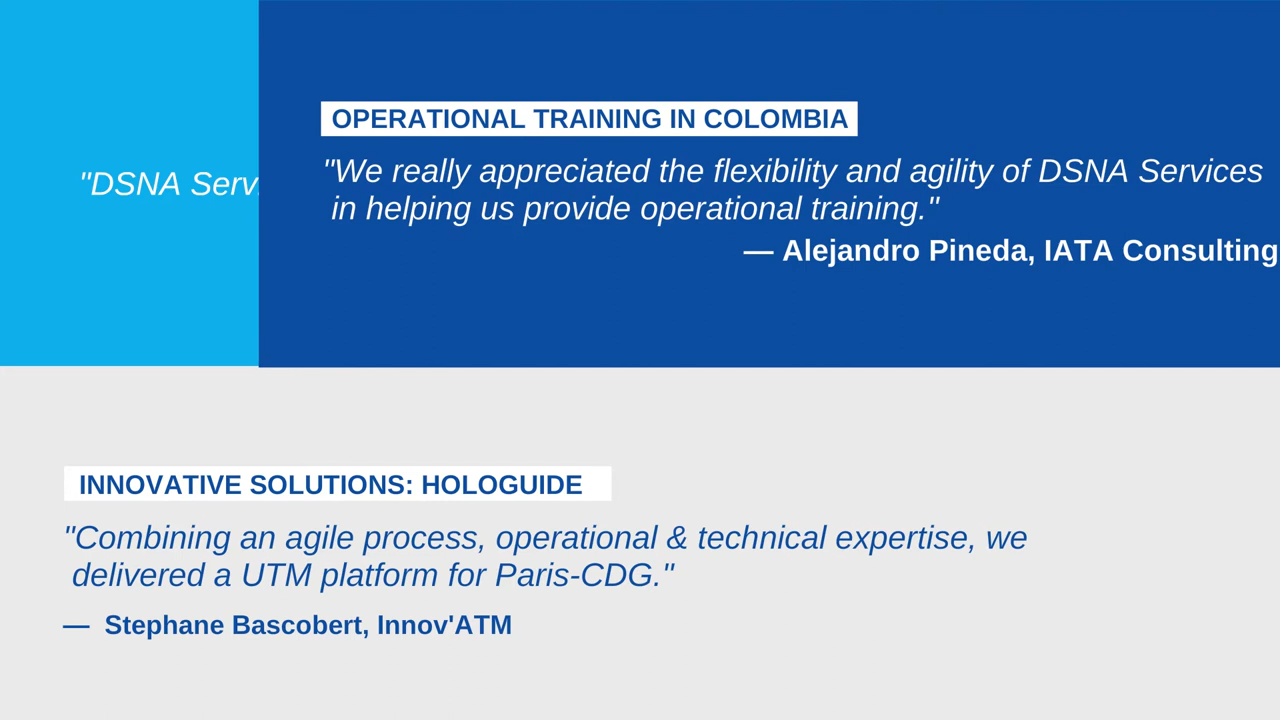 "DSNA
OPERATIONAL TRAINING IN COLOMBIA
"We really appreciated the flexibility and agility of DSNA Services
in helping us provide operational training."
— Alejandro Pineda, IATA Consulting
INNOVATIVE SOLUTIONS: HOLOGUIDE
"Combining an agile process, operational & technical expertise, we
delivered a UTM platform for Paris-CDG."
— Stephane Bascobert, Innov'ATM